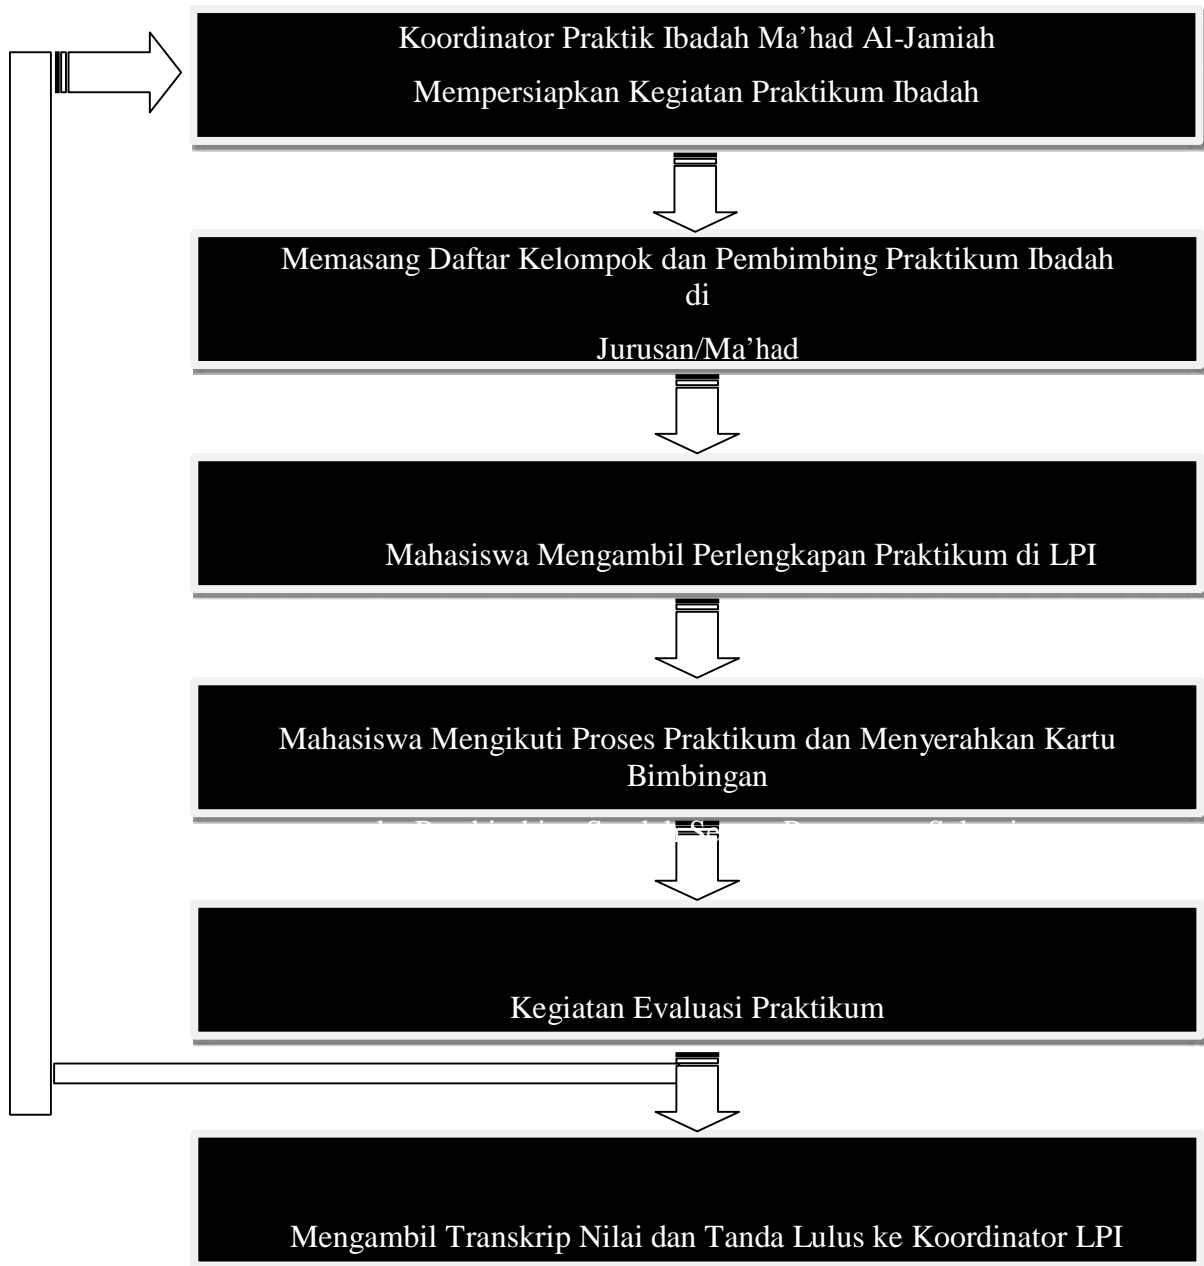 Koordinator Praktik Ibadah Ma’had Al-Jamiah
Mempersiapkan Kegiatan Praktikum Ibadah
Memasang Daftar Kelompok dan Pembimbing Praktikum Ibadah
di
Jurusan/Ma’had
Mahasiswa Mengambil Perlengkapan Praktikum di LPI
Mahasiswa Mengikuti Proses Praktikum dan Menyerahkan Kartu
Bimbingan
Kegiatan Evaluasi Praktikum
Mengambil Transkrip Nilai dan Tanda Lulus ke Koordinator LPI